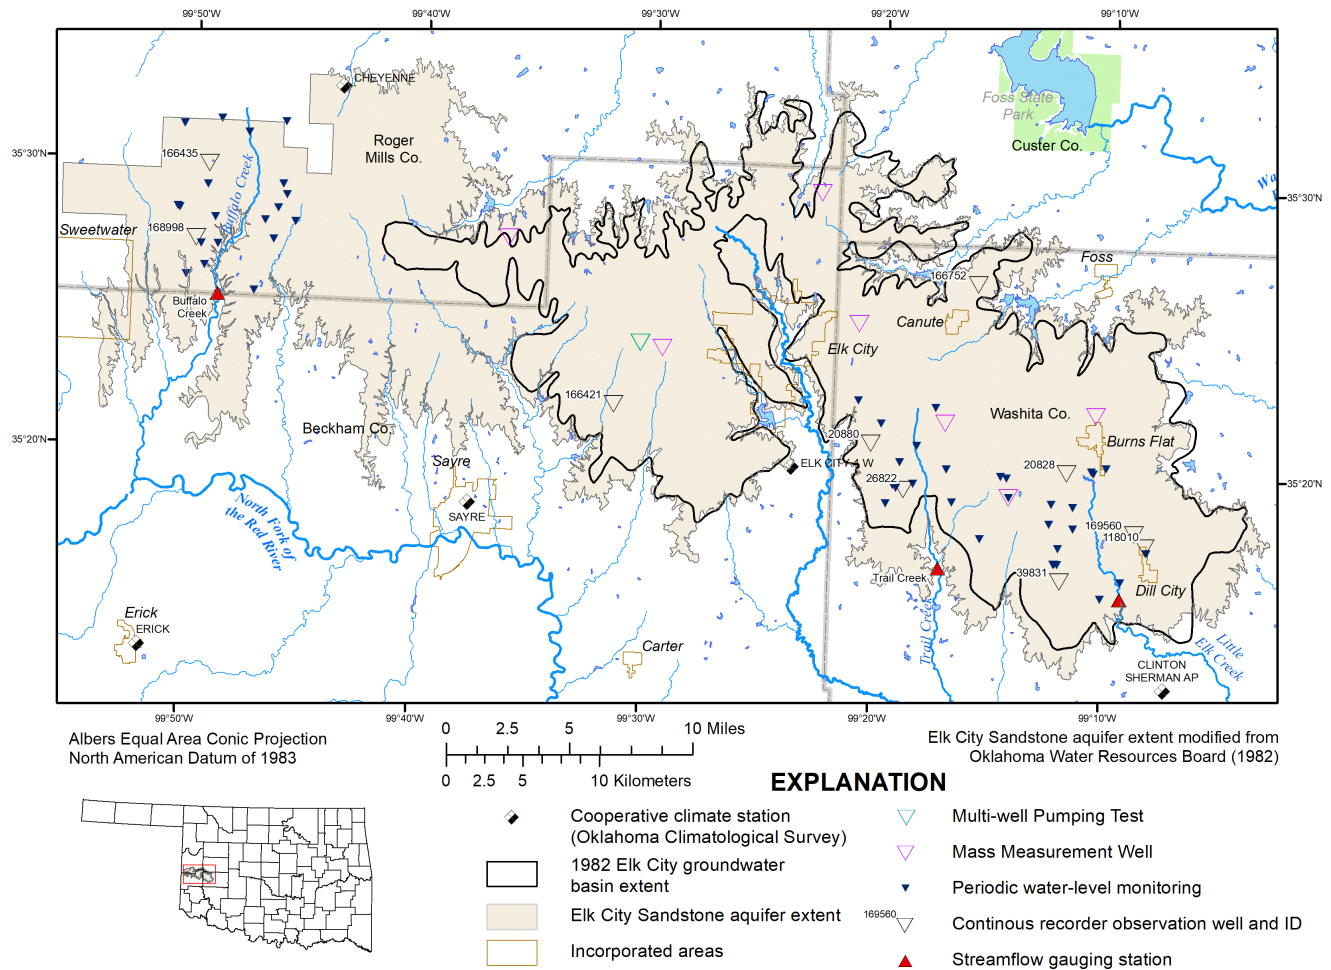 99°50'W
99°40'W
99°30'W
99°20'W
99°10'W
CHEYENNE
Foss State
Park
Custer Co.
Roger
Mills Co.
35°30'N
166435
Buffalo Creek
35°30'N
168998
Sweetwater
Foss
166752
Buffalo
Creek
Canute
Elk City
166421
Washita Co.
Beckham Co.
20880
Burns Flat
35°20'N
Sayre
ELK CITY 4 W
20828
26822
35°20'N
North Fork of
the Red River
SAYRE
169560
118010
Trail Creek
39831
Dill City
Erick
ERICK
Trail Creek
Carter
Little
Elk Creek
CLINTON
SHERMAN AP
99°50'W
99°40'W
99°30'W
99°20'W
99°10'W
Albers Equal Area Conic Projection
North American Datum of 1983
0 2.5 5 10 Miles
0 2.5 5 10 Kilometers
Elk City Sandstone aquifer extent modified from
Oklahoma Water Resources Board (1982)
EXPLANATION
Cooperative climate station
(Oklahoma Climatological Survey)
1982 Elk City groundwater
basin extent
Elk City Sandstone aquifer extent
Incorporated areas
Multi-well Pumping Test
Mass Measurement Well
Periodic water-level monitoring
169560
Continous recorder observation well and ID
Streamflow gauging station